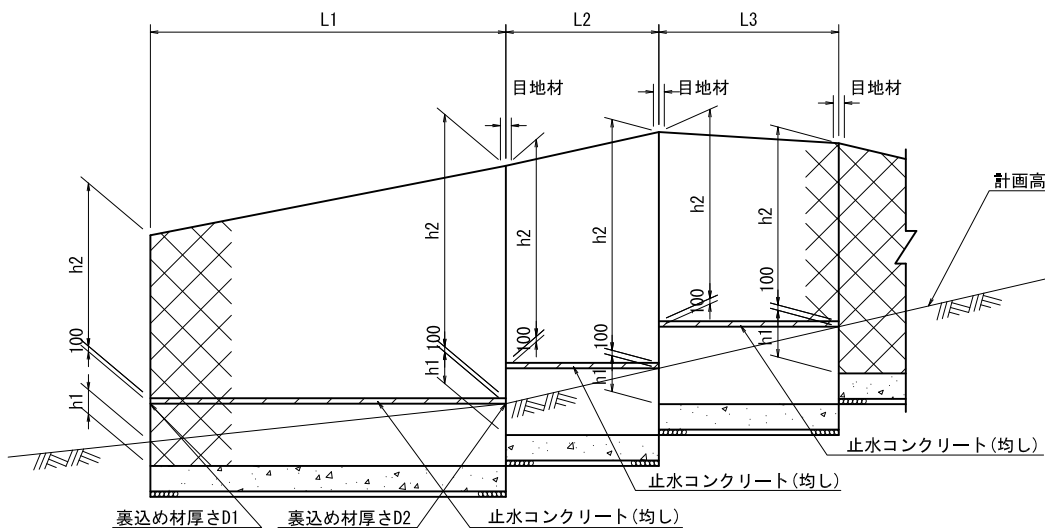 L1
L2
L3
目地材
目地材
目地材
計画高
h2
100
h1
h2
100
h1
h2
100
h2
100
h1
h2
100
h2
100
h1
止水コンクリート(均し)
止水コンクリート(均し)
裏込め材厚さD1
裏込め材厚さD2
止水コンクリート(均し)